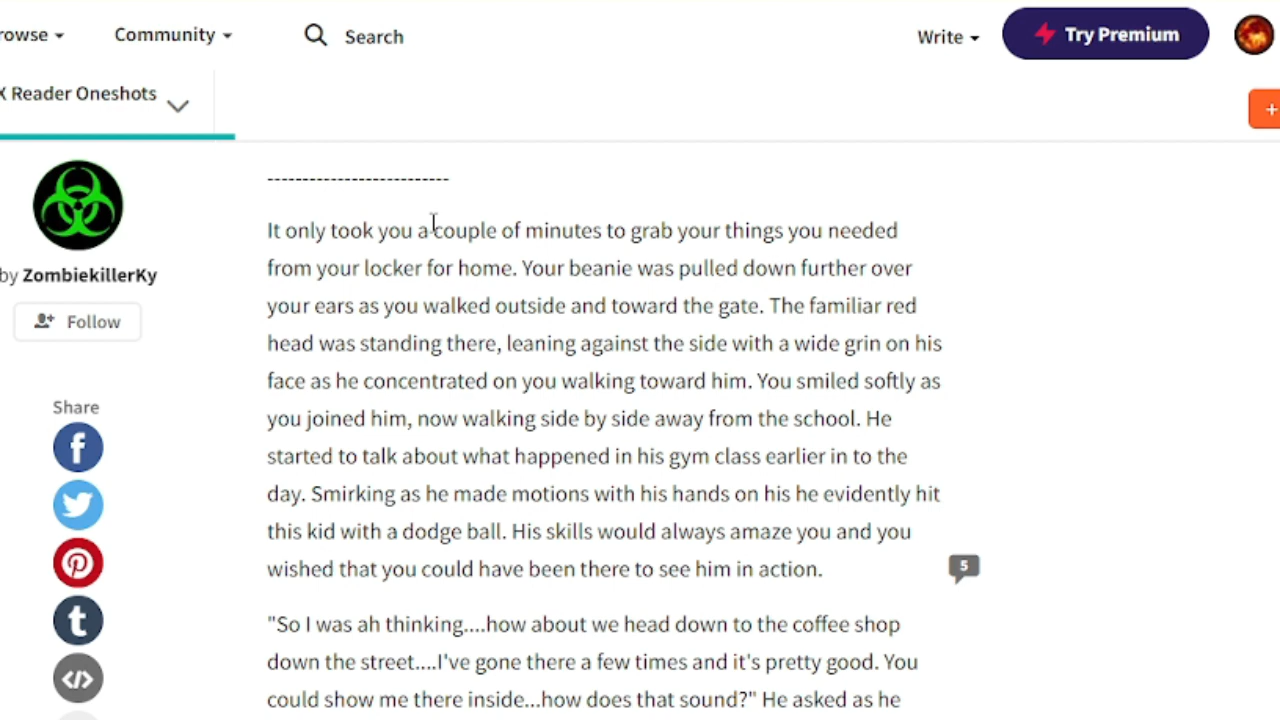 rowse
Community
Search
Write
Try Premium
X Reader Oneshots
+
-------------------------
by ZombiekillerKy
Follow
Share
It only took you a couple of minutes to grab your things you needed
from your locker for home. Your beanie was pulled down further over
your ears as you walked outside and toward the gate. The familiar red
head was standing there, leaning against the side with a wide grin on his
face as he concentrated on you walking toward him. You smiled softly as
you joined him, now walking side by side away from the school. He
started to talk about what happened in his gym class earlier in to the
day. Smirking as he made motions with his hands on his he evidently hit
this kid with a dodge ball. His skills would always amaze you and you
wished that you could have been there to see him in action.
5
"So I was ah thinking....how about we head down to the coffee shop
down the street....I've gone there a few times and it's pretty good. You
could show me there inside...how does that sound?" He asked as he